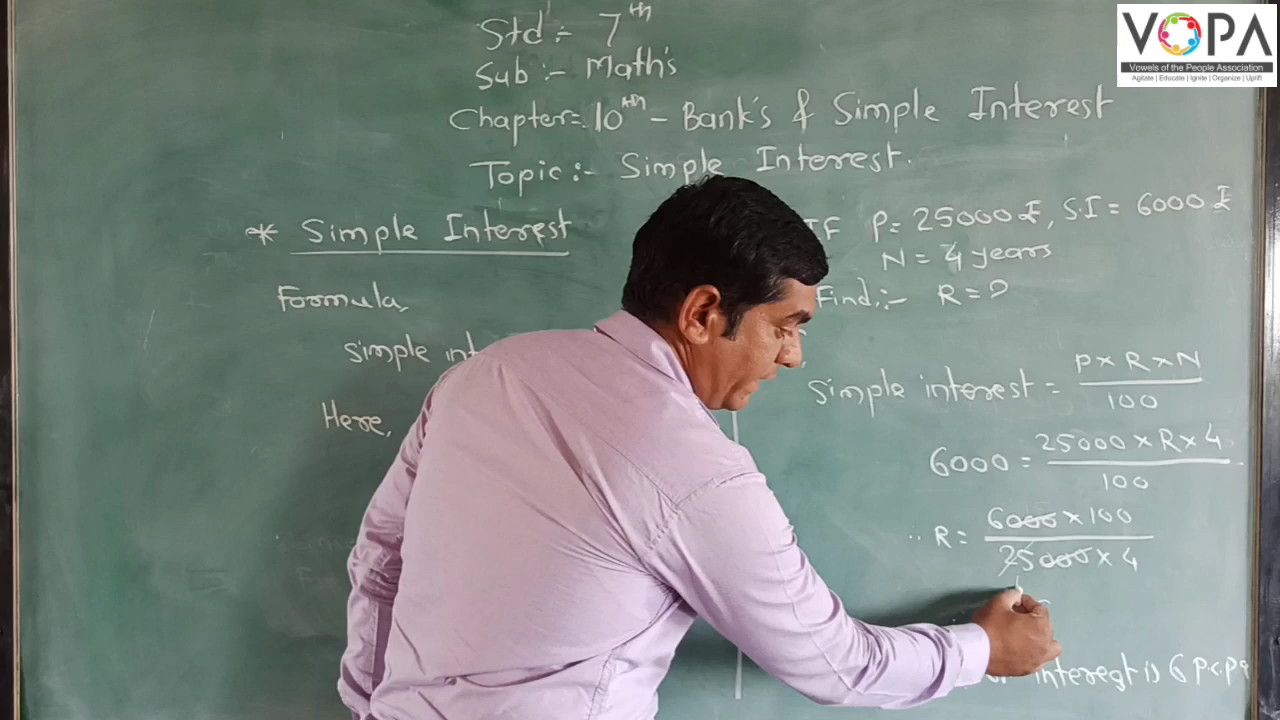 VOPA
Vowels of the People Association
Agitate | Educate | Ignite | Organize | Uplift
Std :- 7th
Sub :- Math's
Chapter:- 10th - Bank's & Simple Interest
Topic :- Simple Interest.
* Simple Interest
Formula,
simple int
Here,
IF P = 25000 ₹, S.I = 6000 ₹
N = 4 years
Find :- R = ?
simple interest = P × R × N / 100
6000 = 25000 × R × 4 / 100
∴ R = 6000 × 100 / 25000 × 4
interest is 6 p.c.p.a